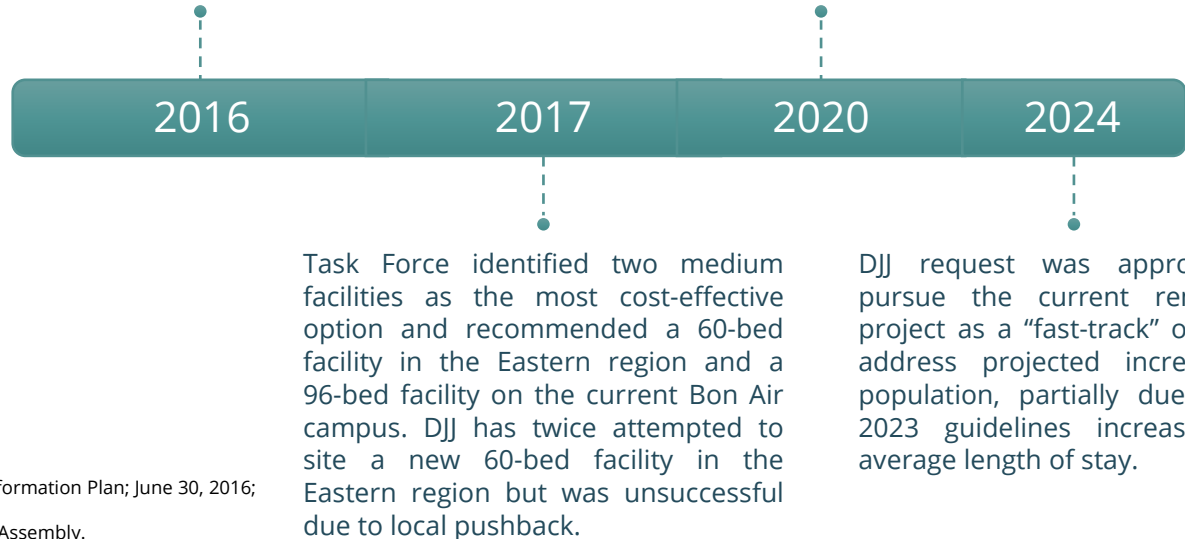 2016 2017 2020 2024
Task Force identified two medium
facilities as the most cost-effective
option and recommended a 60-bed
facility in the Eastern region and a
96-bed facility on the current Bon Air
campus. DJJ has twice attempted to
site a new 60-bed facility in the
Eastern region but was unsuccessful
due to local pushback.
DJJ request was appro
pursue the current ren
project as a “fast-track” o
address projected incre
population, partially due
2023 guidelines increas
average length of stay.
formation Plan; June 30, 2016;
Assembly.